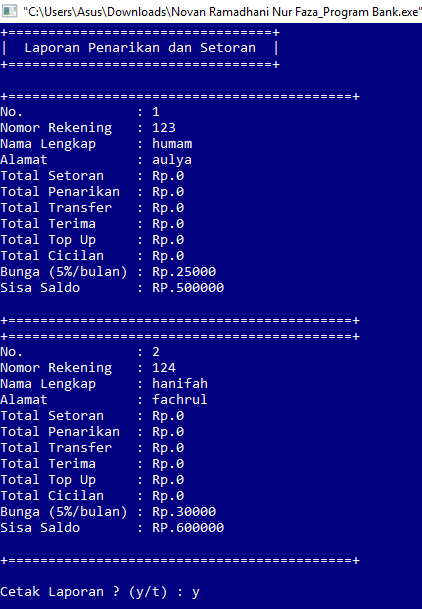 "C:\Users\Asus\Downloads\Novan Ramadhani Nur Faza_Program Bank.exe"
+=================================+
|  Laporan Penarikan dan Setoran  |
+=================================+
+===========================================+
No.              : 1
Nomor Rekening   : 123
Nama Lengkap     : humam
Alamat           : aulya
Total Setoran    : Rp.0
Total Penarikan  : Rp.0
Total Transfer   : Rp.0
Total Terima     : Rp.0
Total Top Up     : Rp.0
Total Cicilan    : Rp.0
Bunga (5%/bulan) : Rp.25000
Sisa Saldo       : RP.500000
+===========================================+
+===========================================+
No.              : 2
Nomor Rekening   : 124
Nama Lengkap     : hanifah
Alamat           : fachrul
Total Setoran    : Rp.0
Total Penarikan  : Rp.0
Total Transfer   : Rp.0
Total Terima     : Rp.0
Total Top Up     : Rp.0
Total Cicilan    : Rp.0
Bunga (5%/bulan) : Rp.30000
Sisa Saldo       : RP.600000
+===========================================+
Cetak Laporan ? (y/t) : y